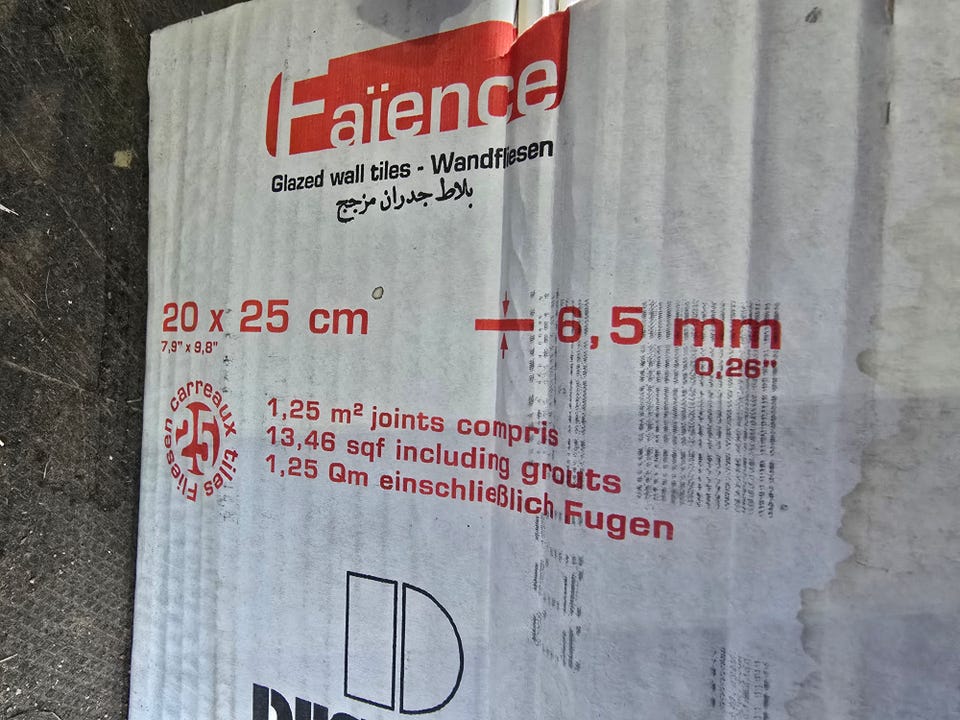 Faïence
Glazed wall tiles - Wandfliesen
بلاط جدران مزجج
20 x 25 cm
7,9" x 9,8"
6,5 mm
0,26"
carreaux tiles Fliesen
25
1,25 m² joints compris
13,46 sqf including grouts
1,25 Qm einschließlich Fugen
D